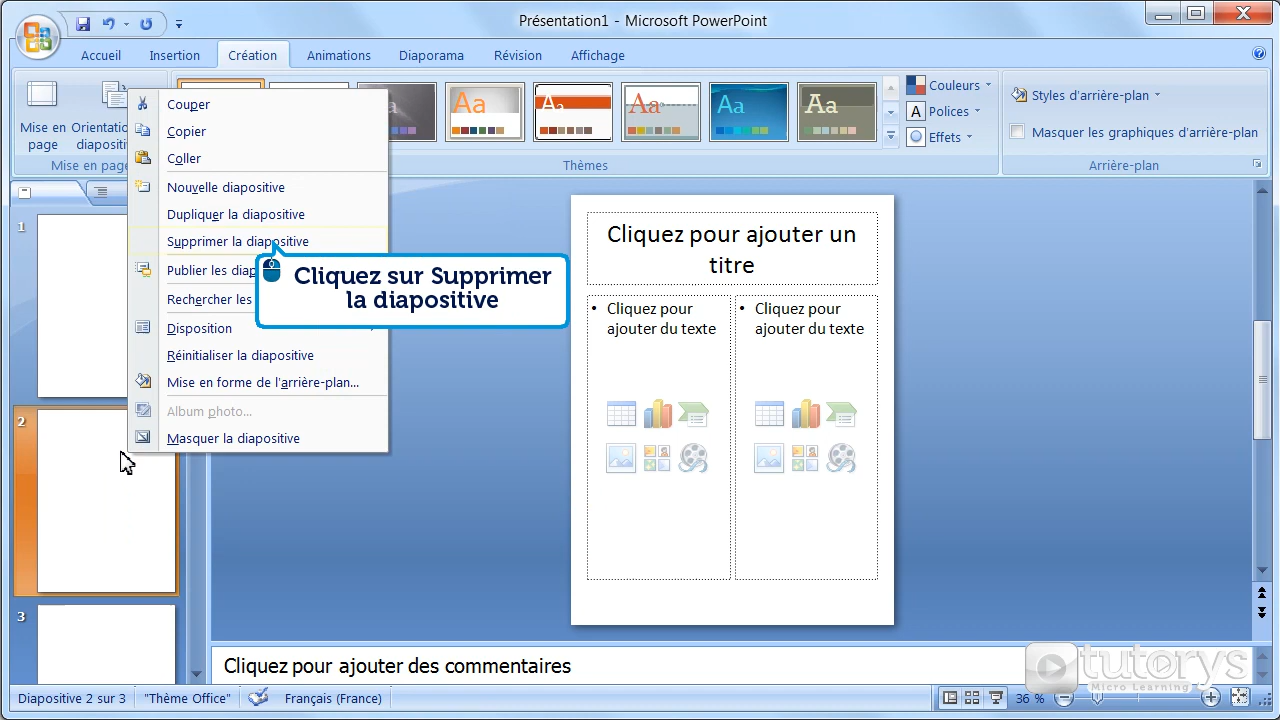 Présentation1 - Microsoft PowerPoint
Accueil
Insertion
Création
Animations
Diaporama
Révision
Affichage
Mise en
page
Orientatio
diapositi
Mise en page
Aa
Aa
Aa
Aa
Aa
Aa
Thèmes
Couleurs
Polices
Effets
Styles d'arrière-plan
Masquer les graphiques d'arrière-plan
Arrière-plan
Couper
Copier
Coller
Nouvelle diapositive
Dupliquer la diapositive
Supprimer la diapositive
Publier les diap
Rechercher les
Disposition
Réinitialiser la diapositive
Mise en forme de l'arrière-plan...
Album photo...
Masquer la diapositive
Cliquez sur Supprimer
la diapositive
1
2
3
Cliquez pour ajouter un
titre
• Cliquez pour
ajouter du texte
• Cliquez pour
ajouter du texte
Cliquez pour ajouter des commentaires
tutorys
Micro Learning
Diapositive 2 sur 3
"Thème Office"
Français (France)
36 %